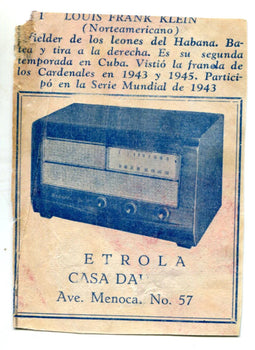 1 LOUIS FRANK KLEIN
(Norteamericano)
Fielder de los leones del Habana. Ba-
tea y tira a la derecha. Es su segunda
temporada en Cuba. Vistió la franela de
los Cardenales en 1943 y 1945. Partici-
pó en la Serie Mundial de 1943
ETROLA
CASA DA
Ave. Menoca. No. 57